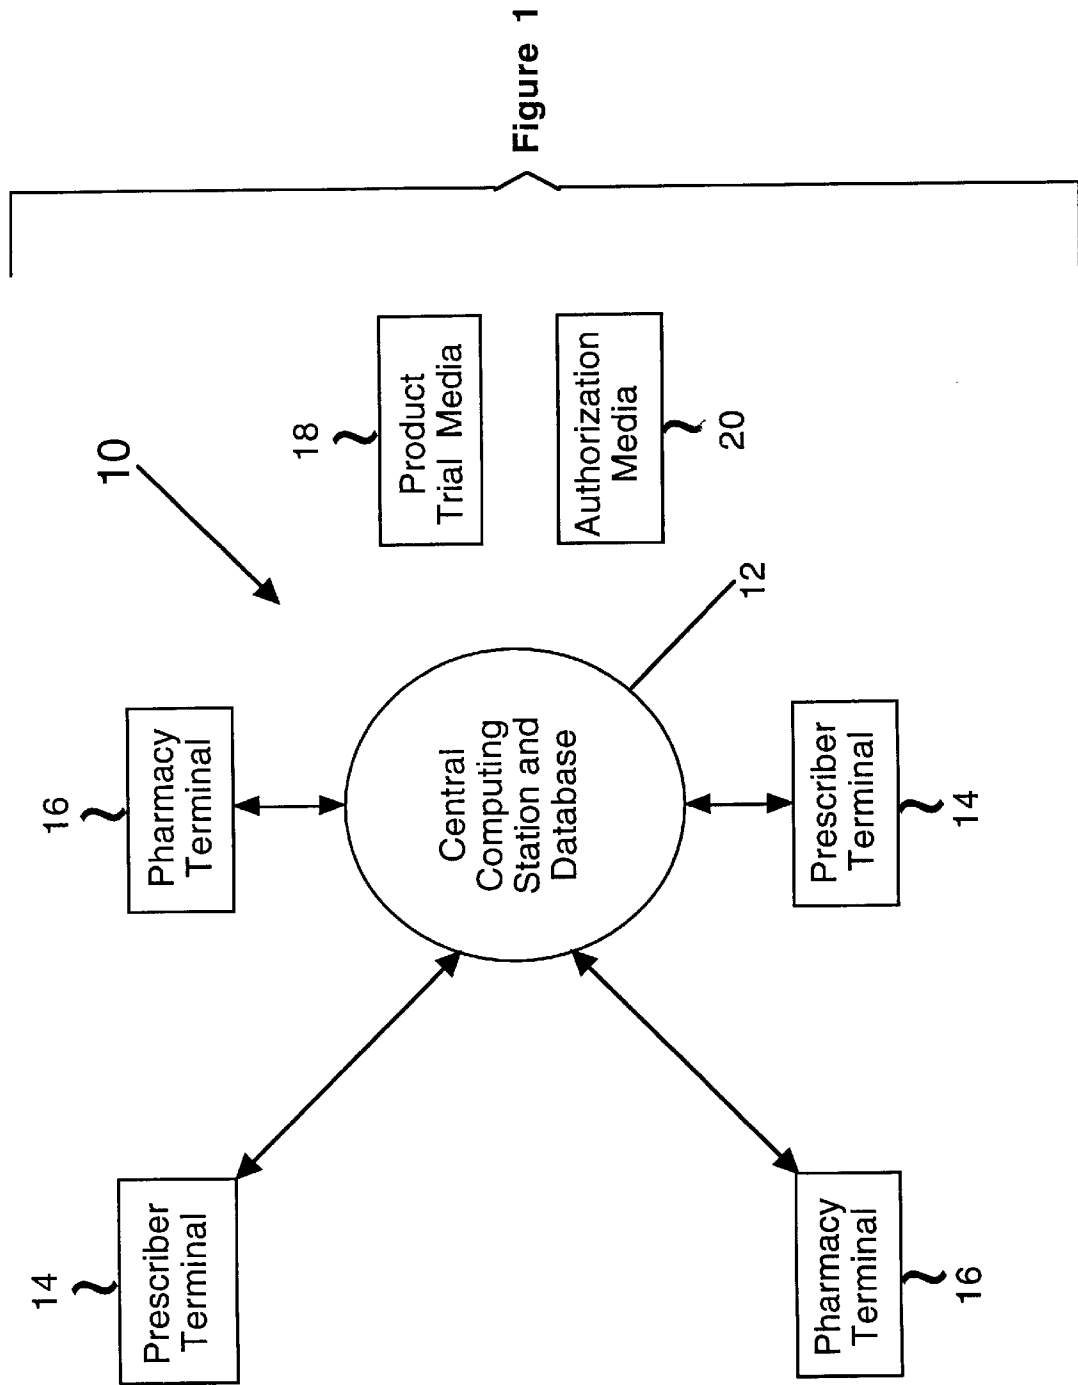 14
Prescriber
Terminal
16
Pharmacy
Terminal
10
18
Product
Trial Media
Central
Computing
Station and
Database
12
Authorization
Media
20
Pharmacy
Terminal
16
Prescriber
Terminal
14
Figure 1